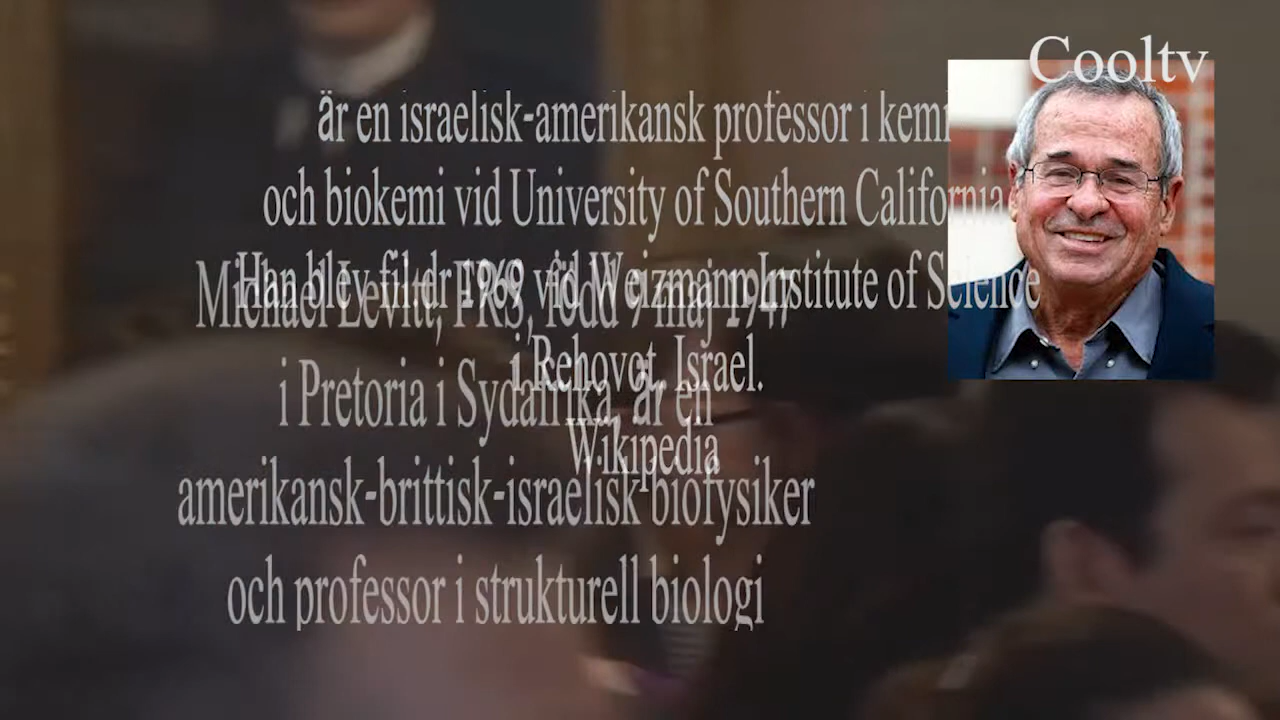 Cooltv
är en israelisk-amerikansk professor i kemi
och biokemi vid University of Southern California
Han blev fil.dr 1969 vid Weizmann Institute of Science
i Rehovot, Israel.
Wikipedia
Michael Levitt, FRS, född 9 maj 1947
i Pretoria i Sydafrika, är en
amerikansk-brittisk-israelisk biofysiker
och professor i strukturell biologi